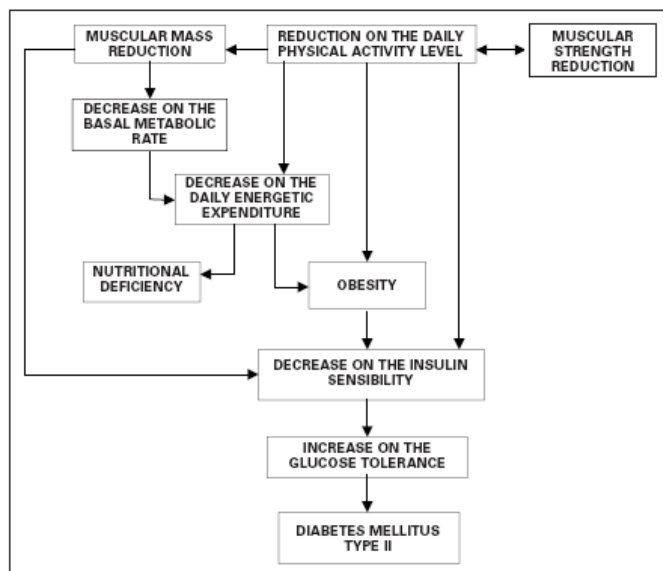 MUSCULAR MASS
REDUCTION
REDUCTION ON THE DAILY
PHYSICAL ACTIVITY LEVEL
MUSCULAR
STRENGTH
REDUCTION
DECREASE ON THE
BASAL METABOLIC
RATE
DECREASE ON THE
DAILY ENERGETIC
EXPENDITURE
NUTRITIONAL
DEFICIENCY
OBESITY
DECREASE ON THE INSULIN
SENSIBILITY
INCREASE ON THE
GLUCOSE TOLERANCE
DIABETES MELLITUS
TYPE II